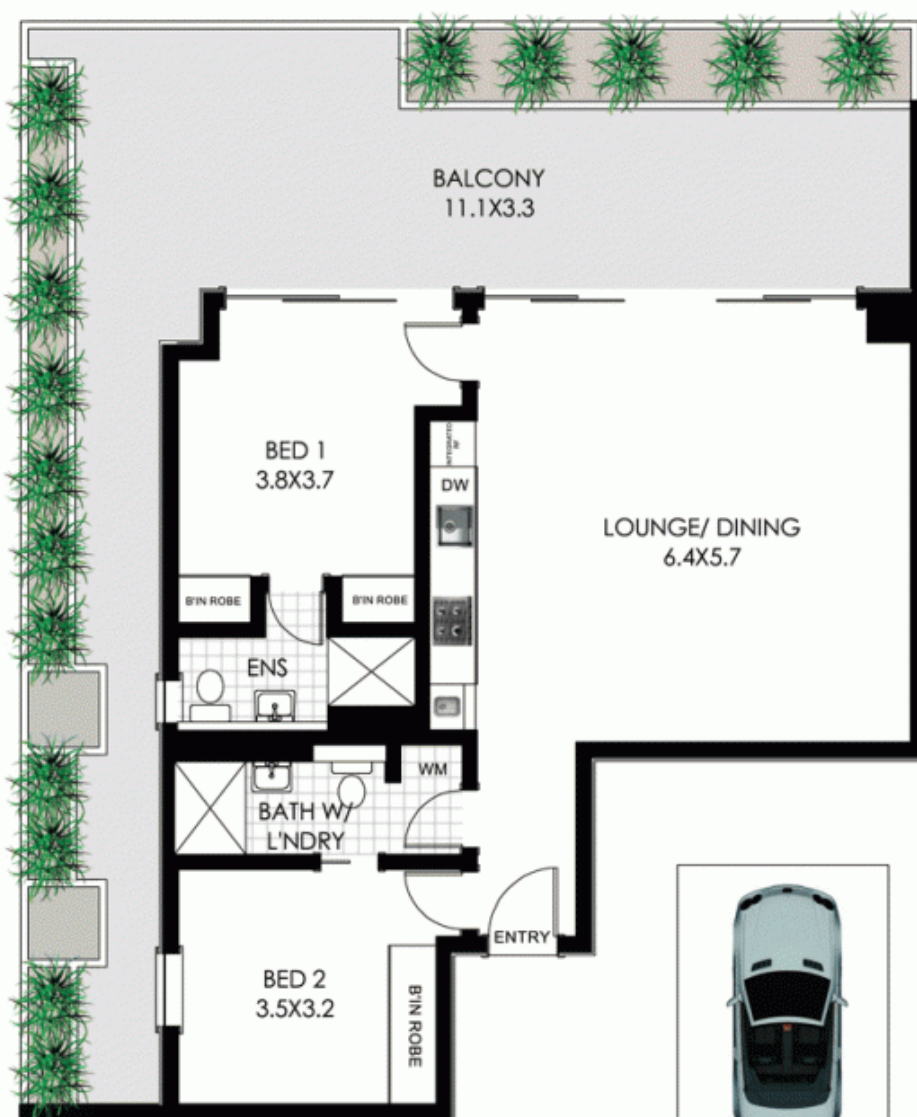 BALCONY
11.1X3.3
BED 1
3.8X3.7
INTEGRATED
R/F
DW
LOUNGE/ DINING
6.4X5.7
B'IN ROBE
B'IN ROBE
ENS
WM
BATH W/
L'NDRY
ENTRY
BED 2
3.5X3.2
B'IN ROBE